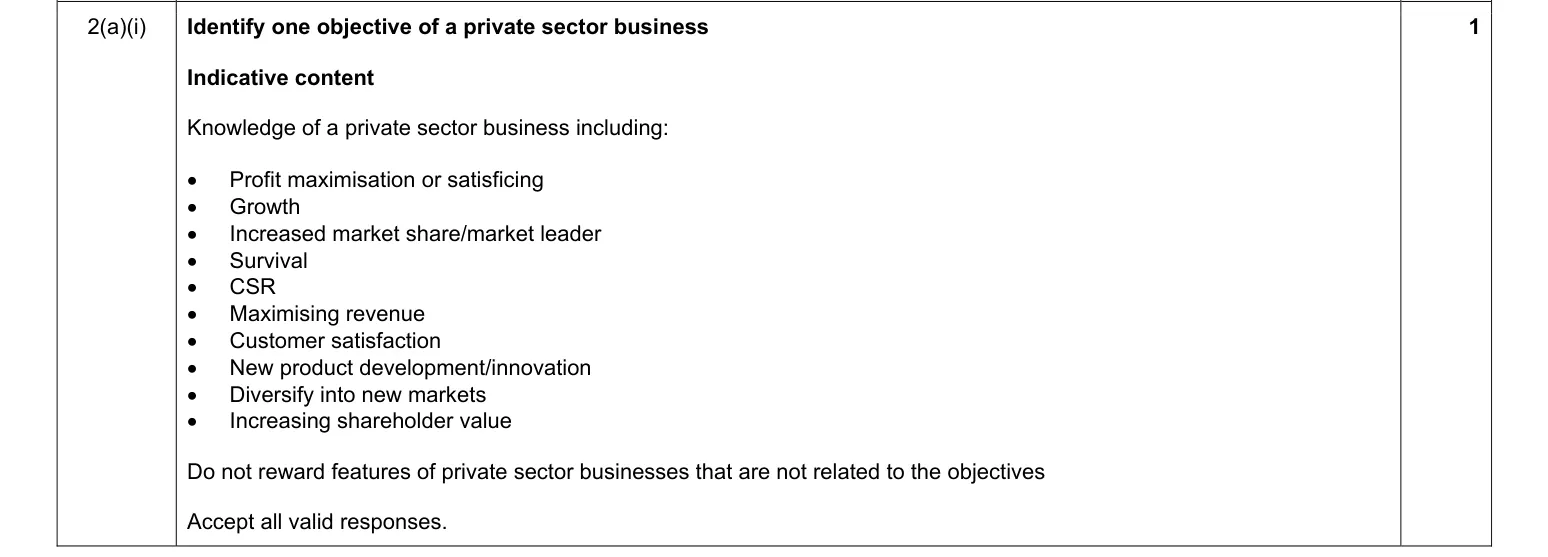 2(a)(i) Identify one objective of a private sector business 1
Indicative content
Knowledge of a private sector business including:
• Profit maximisation or satisficing
• Growth
• Increased market share/market leader
• Survival
• CSR
• Maximising revenue
• Customer satisfaction
• New product development/innovation
• Diversify into new markets
• Increasing shareholder value
Do not reward features of private sector businesses that are not related to the objectives
Accept all valid responses.